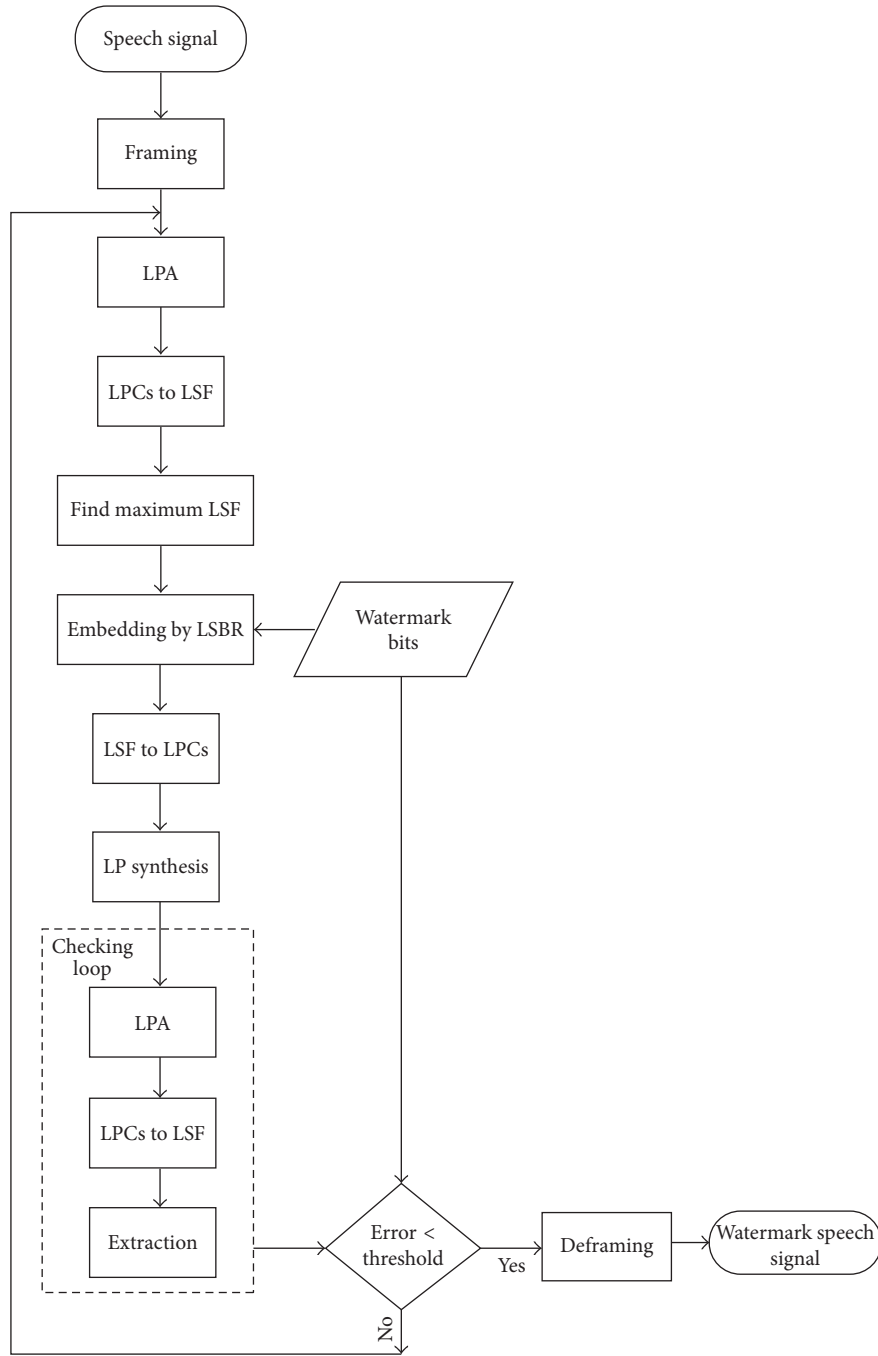 Speech signal
Framing
LPA
LPCs to LSF
Find maximum LSF
Embedding by LSBR
Watermark
bits
LSF to LPCs
LP synthesis
Checking
loop
LPA
LPCs to LSF
Extraction
Error <
threshold
Yes
No
Deframing
Watermark speech
signal